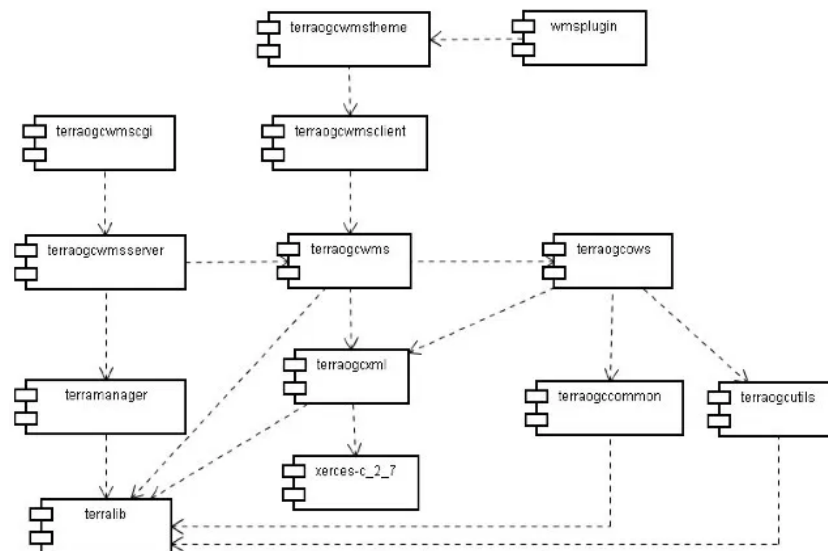 terraogcwmstheme
wmsplugin
terraogcwmscgi
terraogcwmsclient
terraogcwmsserver
terraogcwms
terraogcows
terraogcxml
terramanager
terraogccommon
terraogcutils
xerces-c_2_7
terralib